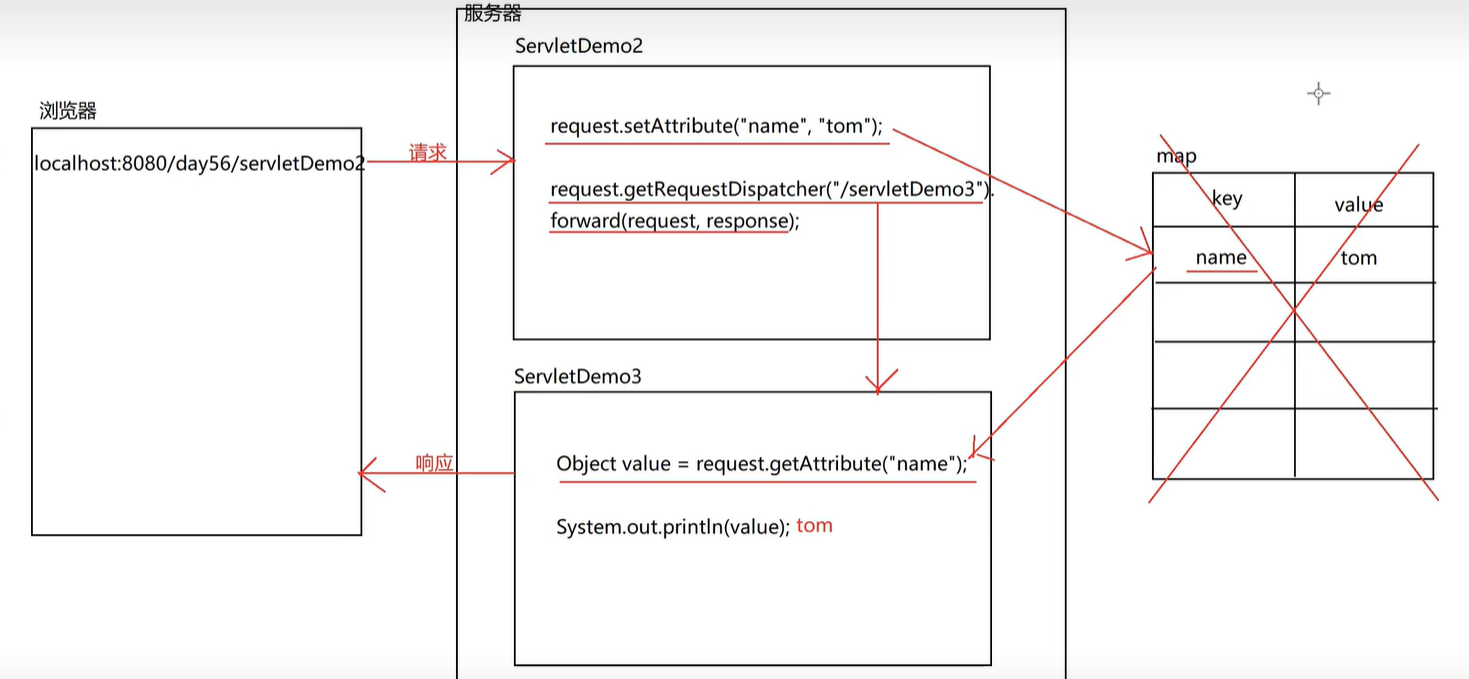 服务器
ServletDemo2
浏览器
localhost:8080/day56/servletDemo2
请求
request.setAttribute("name", "tom");
request.getRequestDispatcher("/servletDemo3").
forward(request, response);
map
key
value
name
tom
ServletDemo3
响应
Object value = request.getAttribute("name");
System.out.println(value); tom